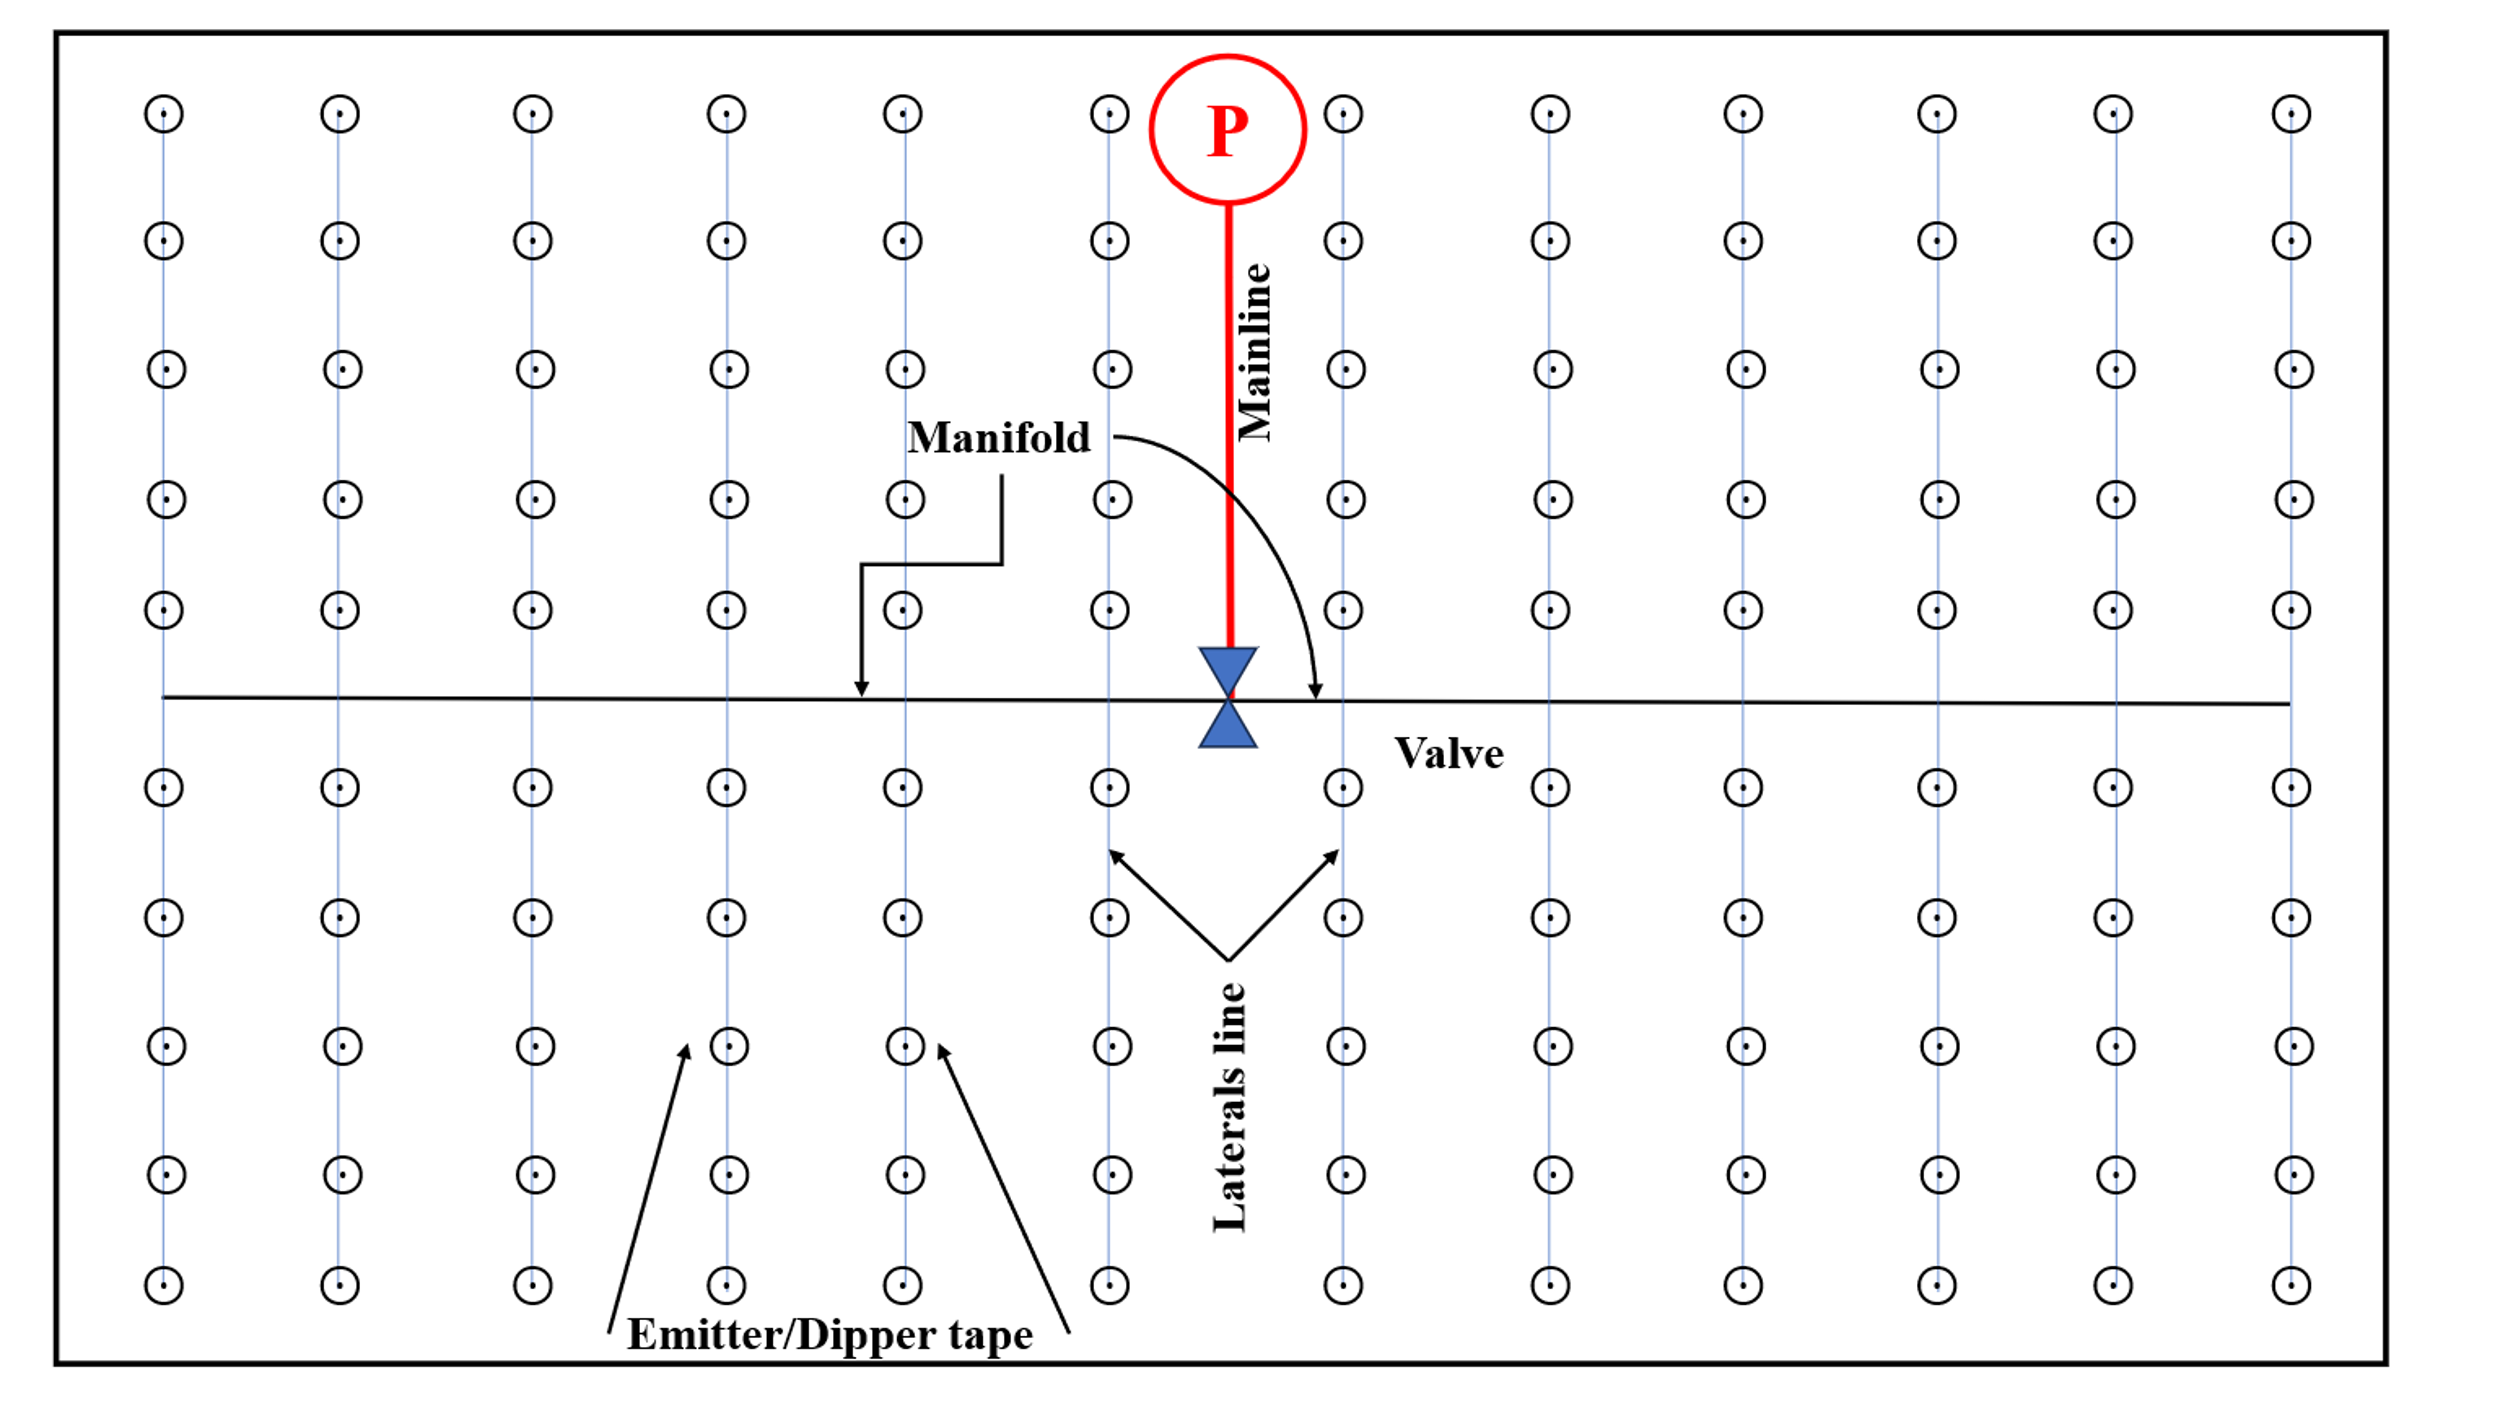 P
Mainline
Manifold
Valve
Laterals line
Emitter/Dipper tape